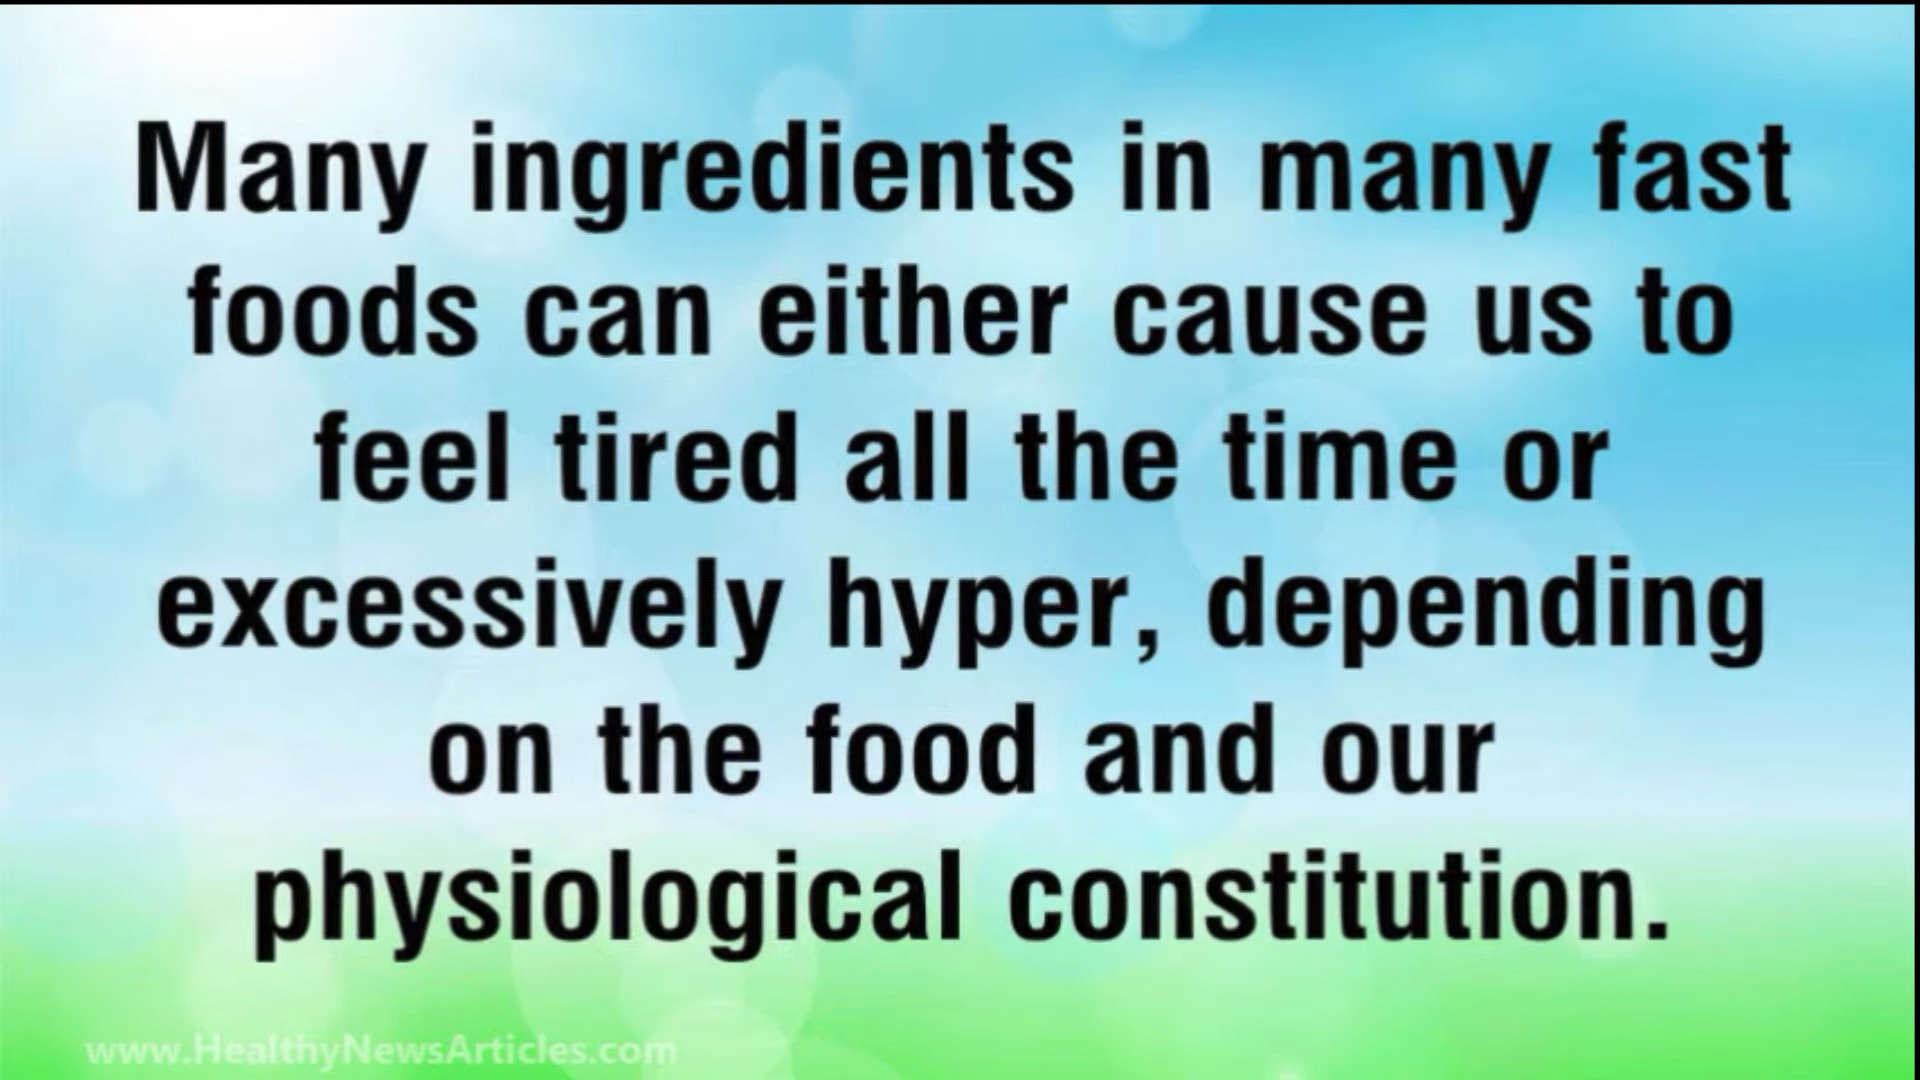 Many ingredients in many fast
foods can either cause us to
feel tired all the time or
excessively hyper, depending
on the food and our
physiological constitution.
www.HealthyNewsArticles.com